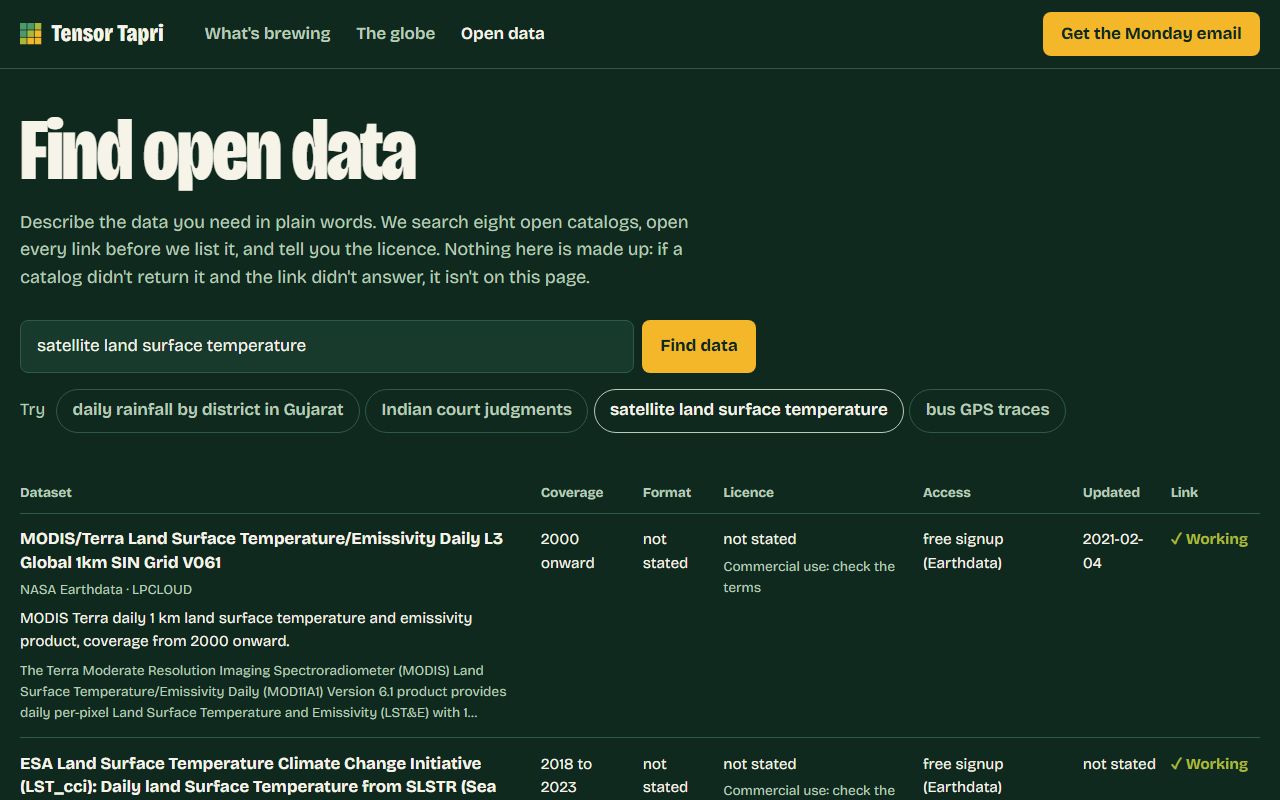 Tensor Tapri
What's brewing
The globe
Open data
Get the Monday email
Find open data
Describe the data you need in plain words. We search eight open catalogs, open
every link before we list it, and tell you the licence. Nothing here is made up: if a
catalog didn't return it and the link didn't answer, it isn't on this page.
satellite land surface temperature
Find data
Try
daily rainfall by district in Gujarat
Indian court judgments
satellite land surface temperature
bus GPS traces
Dataset
Coverage
Format
Licence
Access
Updated
Link
MODIS/Terra Land Surface Temperature/Emissivity Daily L3
Global 1km SIN Grid V061
NASA Earthdata · LPCLOUD
MODIS Terra daily 1 km land surface temperature and emissivity
product, coverage from 2000 onward.
The Terra Moderate Resolution Imaging Spectroradiometer (MODIS) Land
Surface Temperature/Emissivity Daily (MOD11A1) Version 6.1 product provides
daily per-pixel Land Surface Temperature and Emissivity (LST&E) with 1...
2000
onward
not
stated
not stated
Commercial use: check the
terms
free signup
(Earthdata)
2021-02-
04
✓ Working
ESA Land Surface Temperature Climate Change Initiative
(LST_cci): Daily land Surface Temperature from SLSTR (Sea
2018 to
2023
not
stated
not stated
Commercial use: check the
free signup
(Earthdata)
not stated
✓ Working